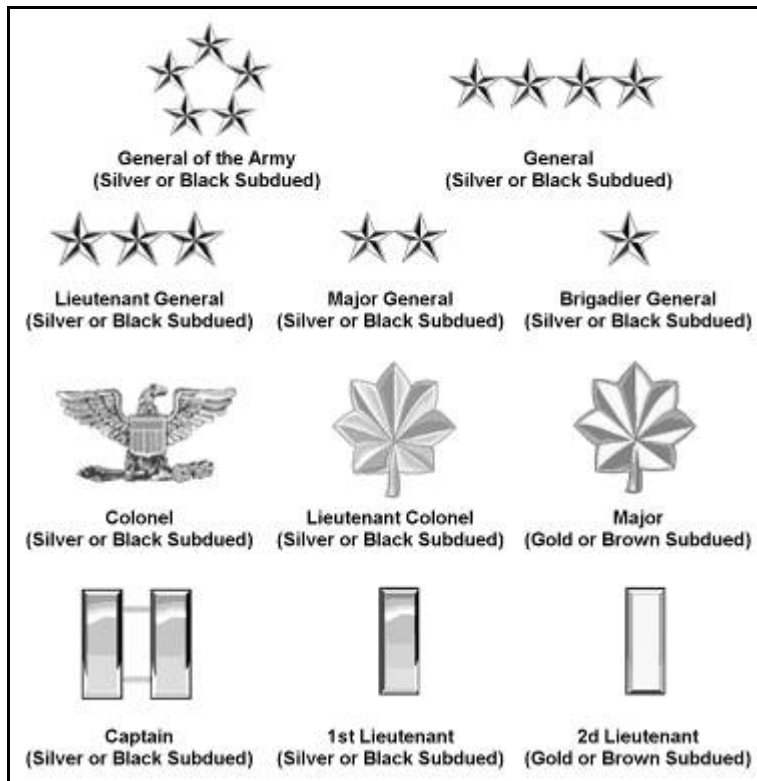 General of the Army
(Silver or Black Subdued)
General
(Silver or Black Subdued)
Lieutenant General
(Silver or Black Subdued)
Major General
(Silver or Black Subdued)
Brigadier General
(Silver or Black Subdued)
Colonel
(Silver or Black Subdued)
Lieutenant Colonel
(Silver or Black Subdued)
Major
(Gold or Brown Subdued)
Captain
(Silver or Black Subdued)
1st Lieutenant
(Silver or Black Subdued)
2d Lieutenant
(Gold or Brown Subdued)